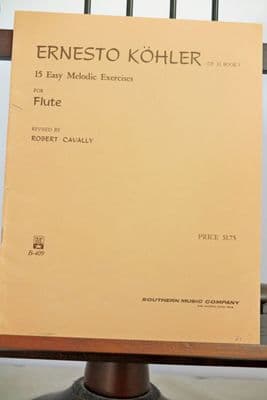 ERNESTO KÖHLER OP. 33 BOOK I
15 Easy Melodic Exercises
FOR
Flute
REVISED BY
ROBERT CAVALLY
PRICE $1.75
B-409
SOUTHERN MUSIC COMPANY